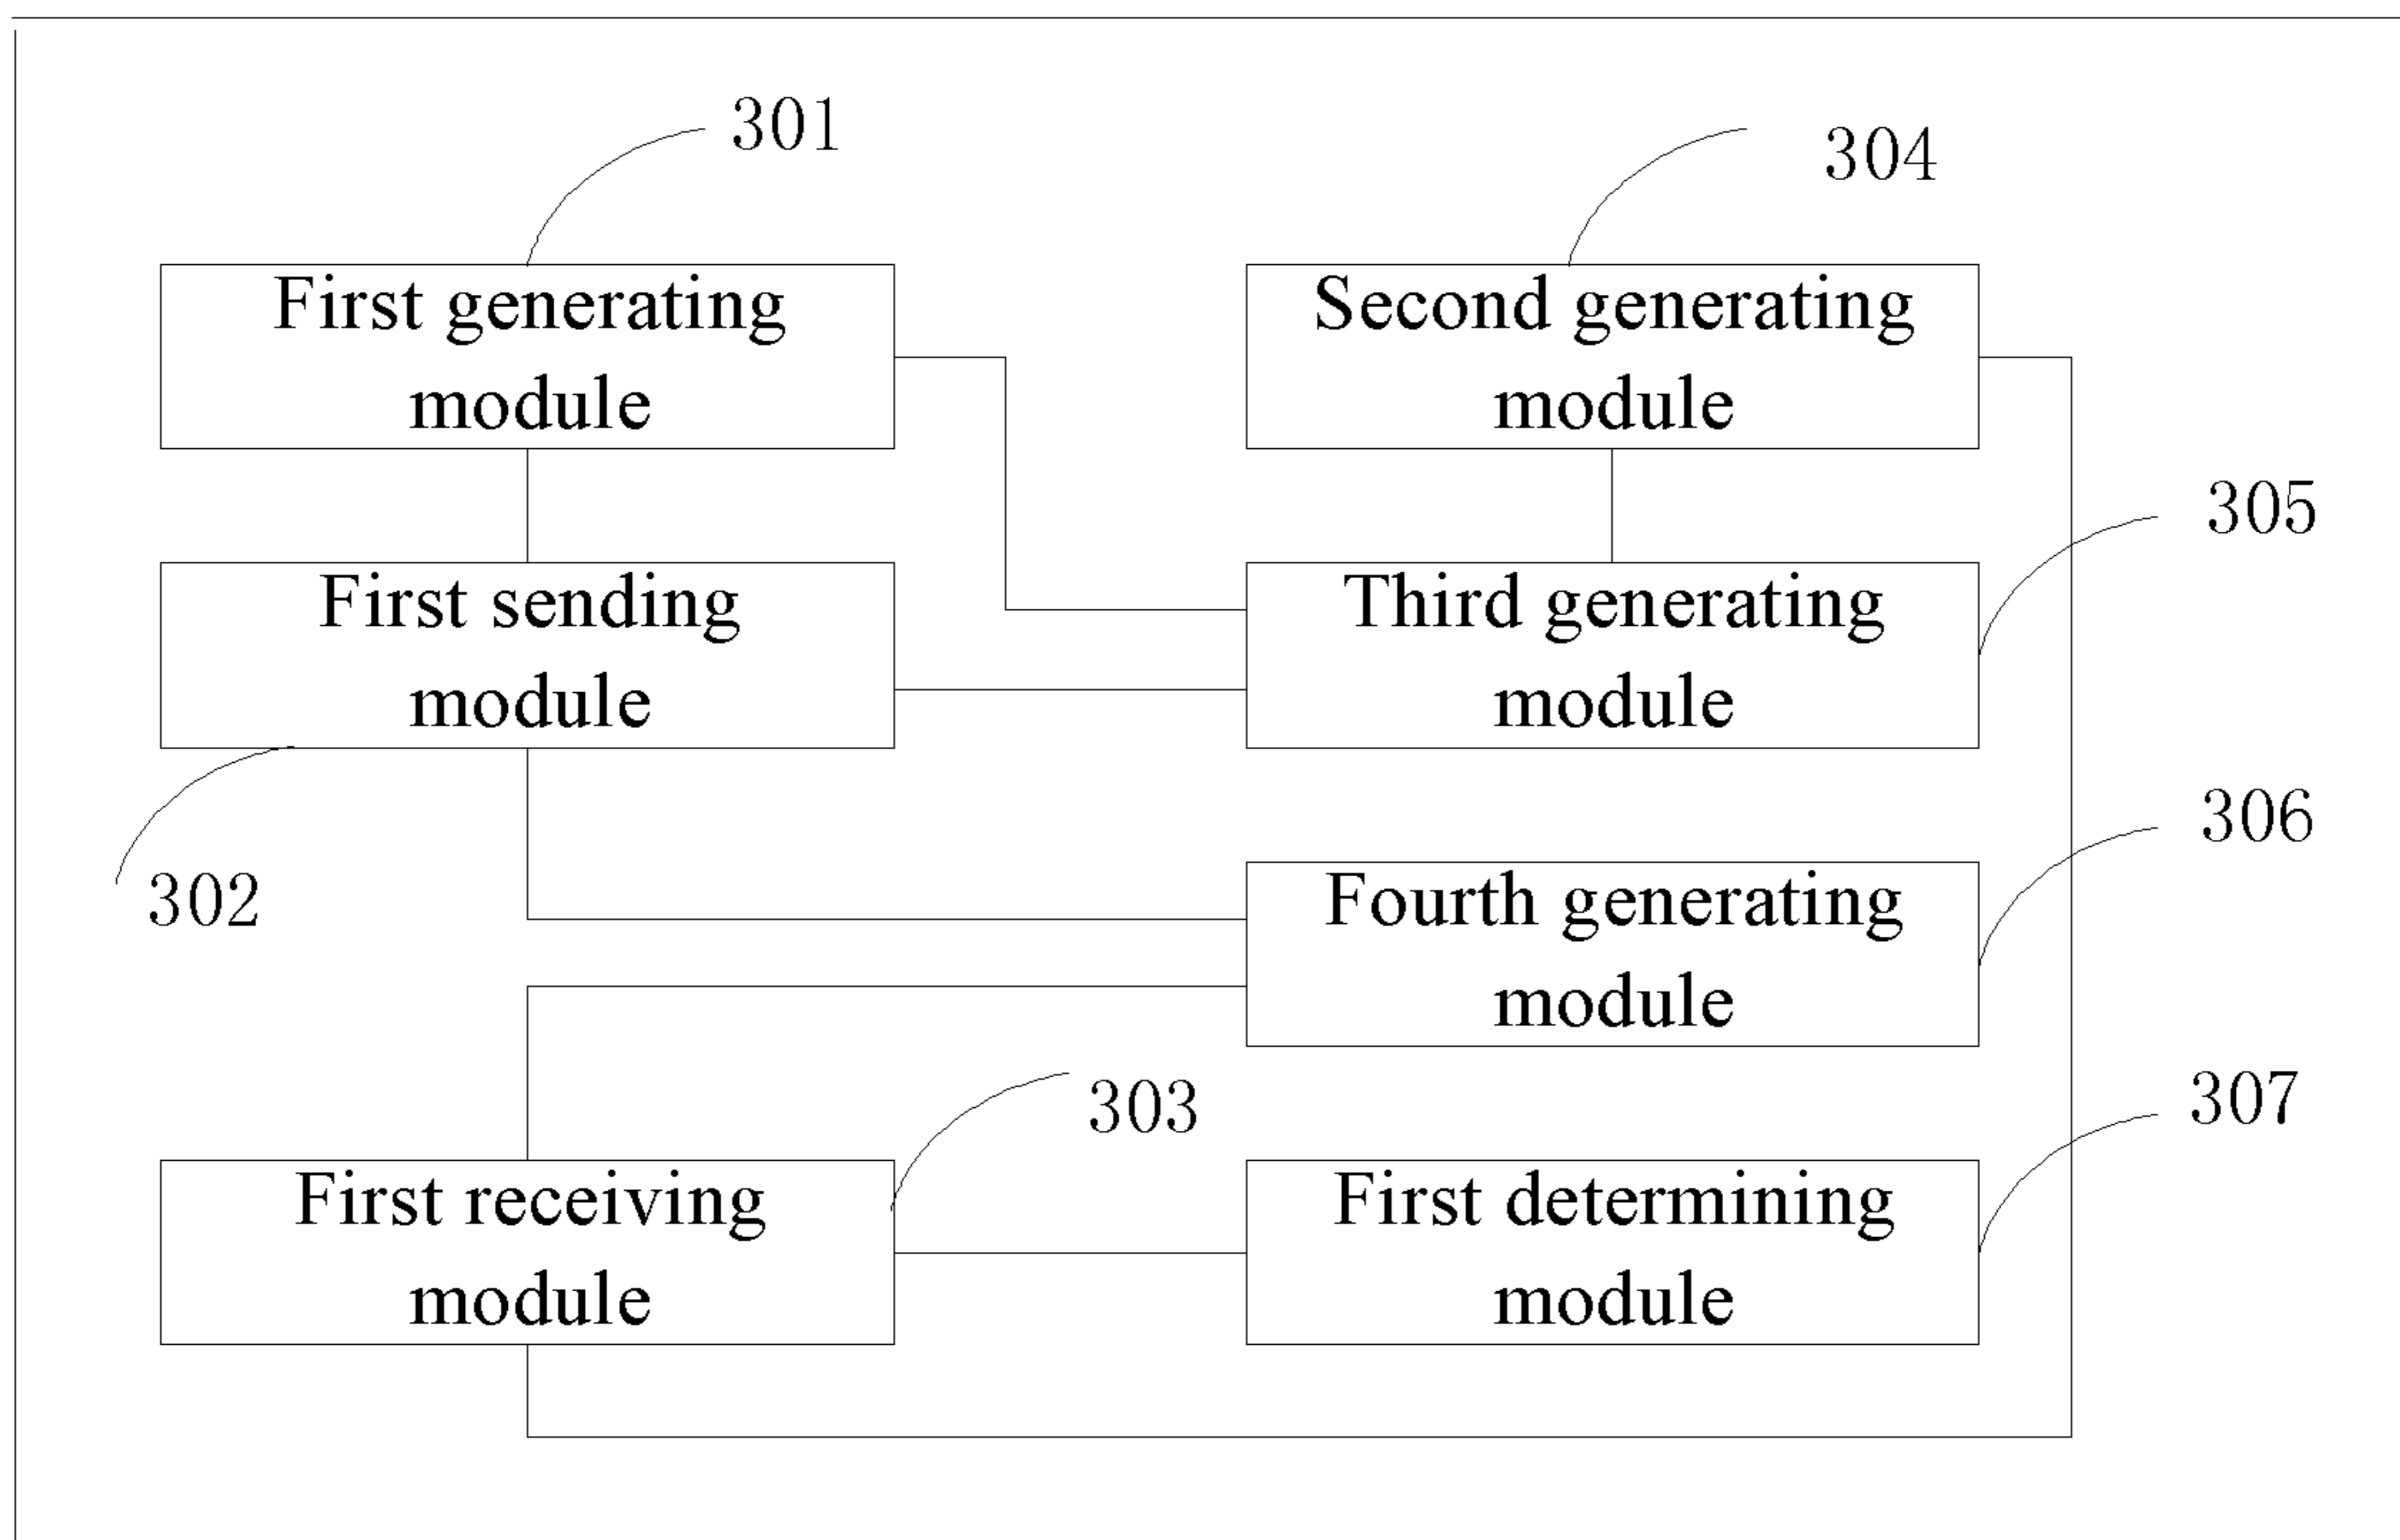 301
304
First generating
module
Second generating
module
305
First sending
module
Third generating
module
306
302
Fourth generating
module
303
307
First receiving
module
First determining
module